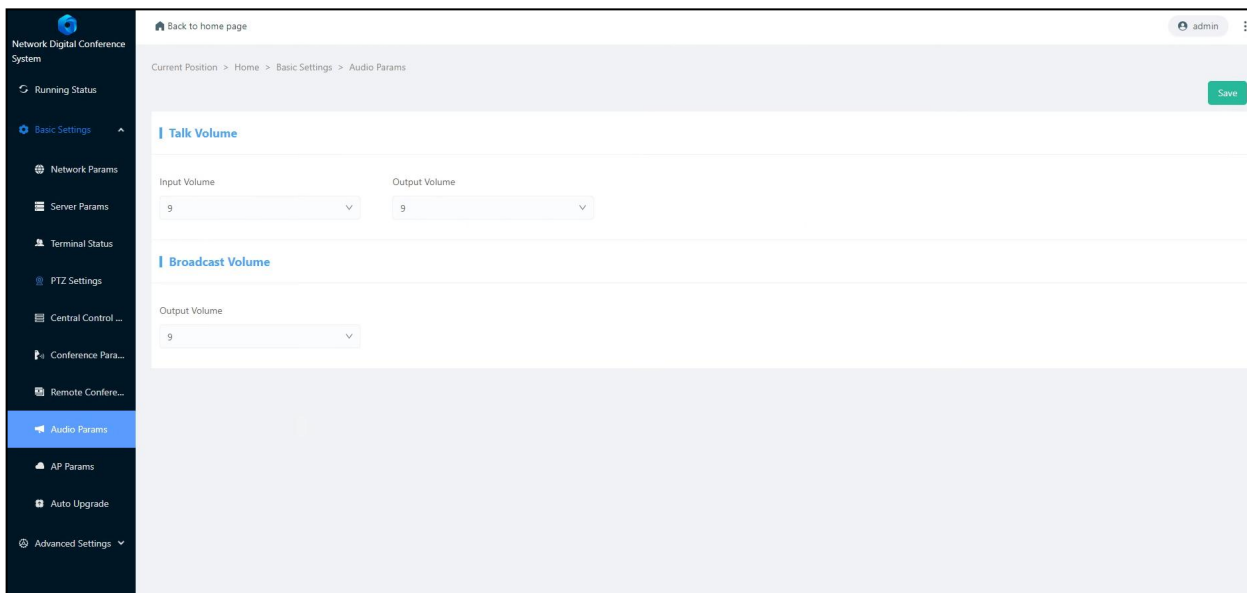 Network Digital Conference
System
Running Status
Basic Settings
Network Params
Server Params
Terminal Status
PTZ Settings
Central Control ...
Conference Para...
Remote Confere...
Audio Params
AP Params
Auto Upgrade
Advanced Settings
Back to home page
admin
Current Position > Home > Basic Settings > Audio Params
Save
Talk Volume
Input Volume Output Volume
9 9
Broadcast Volume
Output Volume
9